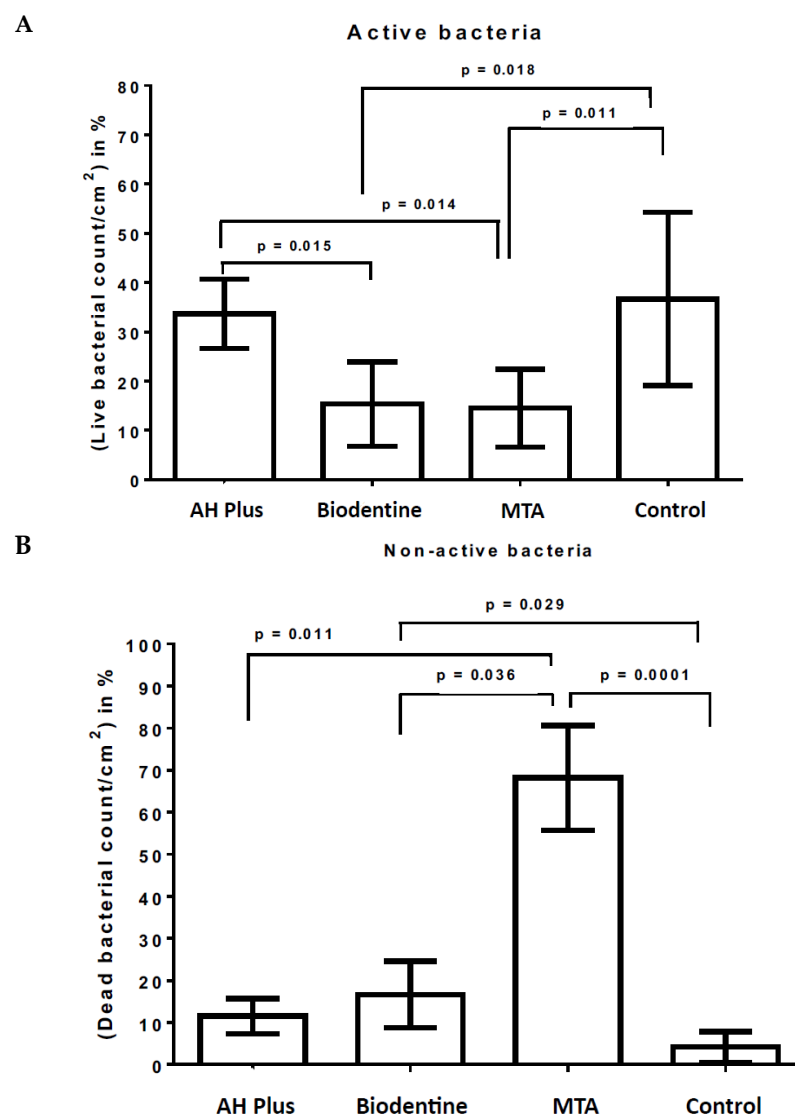 A
Active bacteria
p = 0.018
p = 0.011
p = 0.014
p = 0.015
(Live bacterial count/cm²) in %
80
70
60
50
40
30
20
10
0
AH Plus Biodentine MTA Control
B
Non-active bacteria
p = 0.029
p = 0.011
p = 0.036 p = 0.0001
(Dead bacterial count/cm²) in %
100
90
80
70
60
50
40
30
20
10
0
AH Plus Biodentine MTA Control